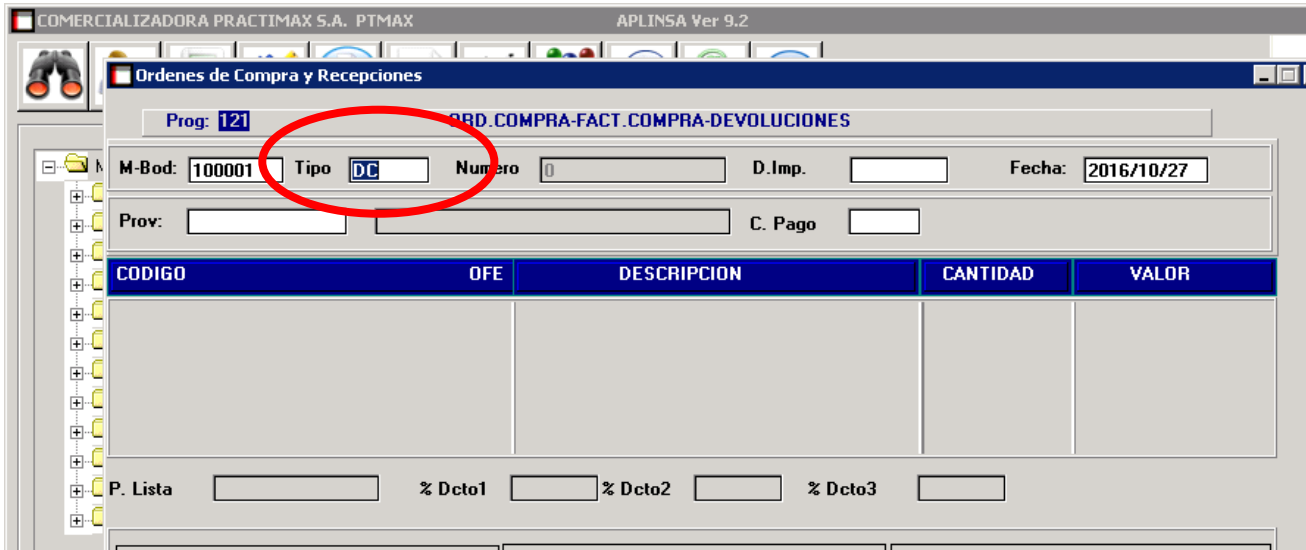 COMERCIALIZADORA PRACTIMAX S.A. PTMAX APLINSA Ver 9.2
Ordenes de Compra y Recepciones
Prog: 121 ORD.COMPRA-FACT.COMPRA-DEVOLUCIONES
M-Bod: 100001 Tipo DC Numero 0 D.Imp. Fecha: 2016/10/27
Prov: C. Pago
CODIGO OFE DESCRIPCION CANTIDAD VALOR
P. Lista % Dcto1 % Dcto2 % Dcto3